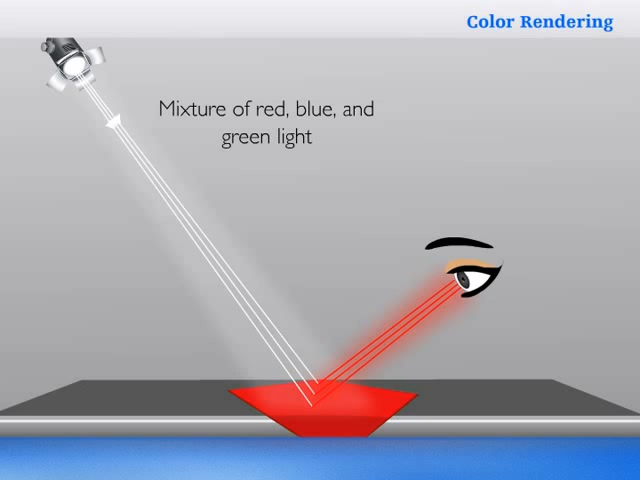 Color Rendering
Mixture of red, blue, and
green light